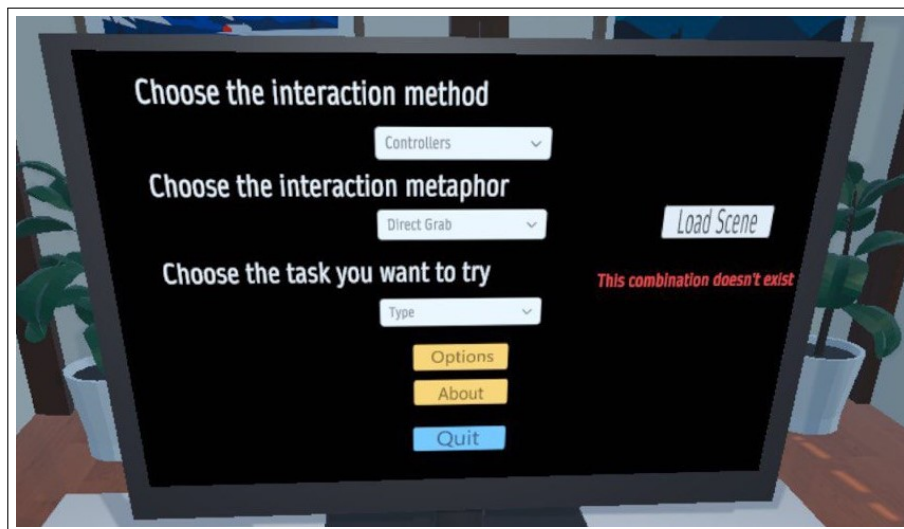 Choose the interaction method
Controllers
Choose the interaction metaphor
Direct Grab
Load Scene
Choose the task you want to try
This combination doesn't exist
Type
Options
About
Quit